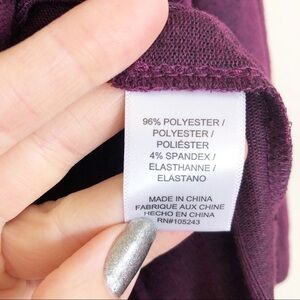 96% POLYESTER /
POLYESTER /
POLIÉSTER
4% SPANDEX /
ELASTHANNE /
ELASTANO
MADE IN CHINA
FABRIQUE AUX CHINE
HECHO EN CHINA
RN#105243